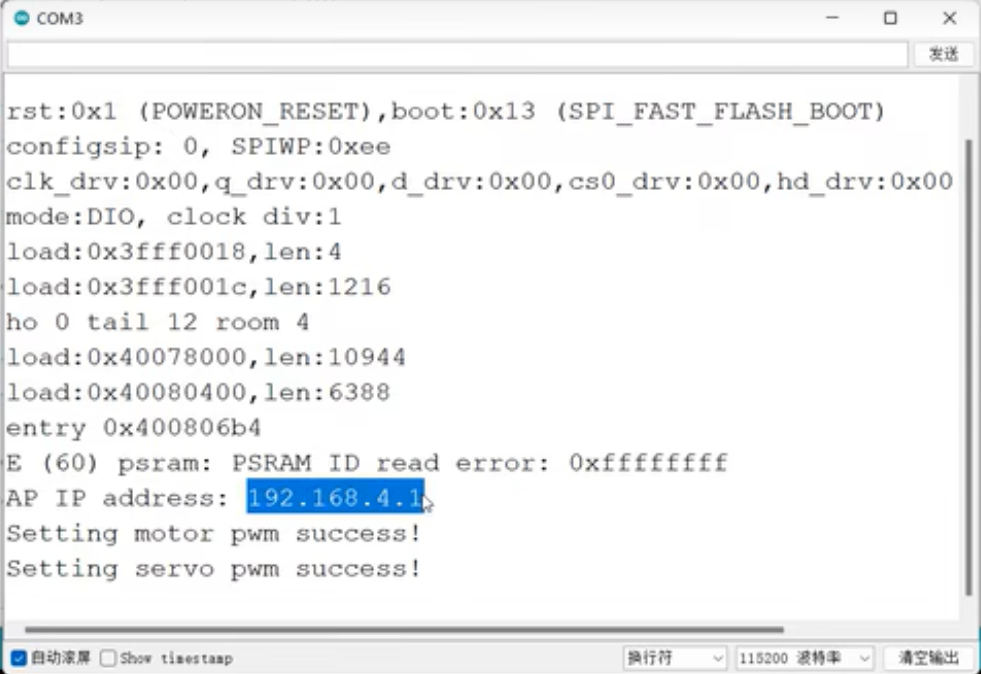 COM3
发送
rst:0x1 (POWERON_RESET),boot:0x13 (SPI_FAST_FLASH_BOOT)
configsip: 0, SPIWP:0xee
clk_drv:0x00,q_drv:0x00,d_drv:0x00,cs0_drv:0x00,hd_drv:0x00
mode:DIO, clock div:1
load:0x3fff0018,len:4
load:0x3fff001c,len:1216
ho 0 tail 12 room 4
load:0x40078000,len:10944
load:0x40080400,len:6388
entry 0x400806b4
E (60) psram: PSRAM ID read error: 0xffffffff
AP IP address: 192.168.4.1
Setting motor pwm success!
Setting servo pwm success!
自动滚屏 Show timestamp 换行符 115200 波特率 清空输出